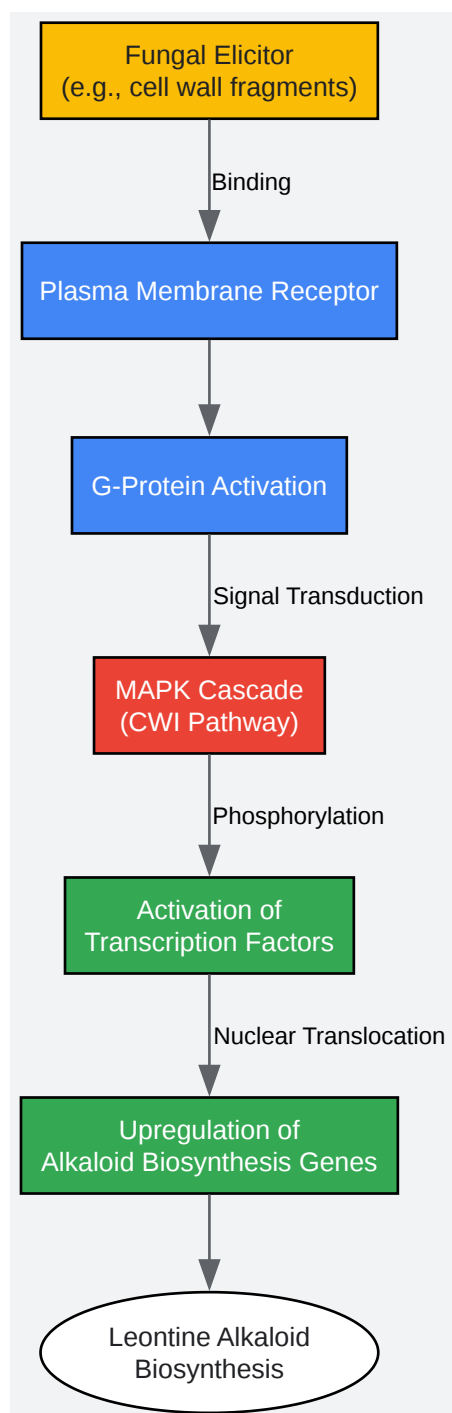 Fungal Elicitor
(e.g., cell wall fragments)
Binding
Plasma Membrane Receptor
G-Protein Activation
Signal Transduction
MAPK Cascade
(CWI Pathway)
Phosphorylation
Activation of
Transcription Factors
Nuclear Translocation
Upregulation of
Alkaloid Biosynthesis Genes
Leontine Alkaloid
Biosynthesis